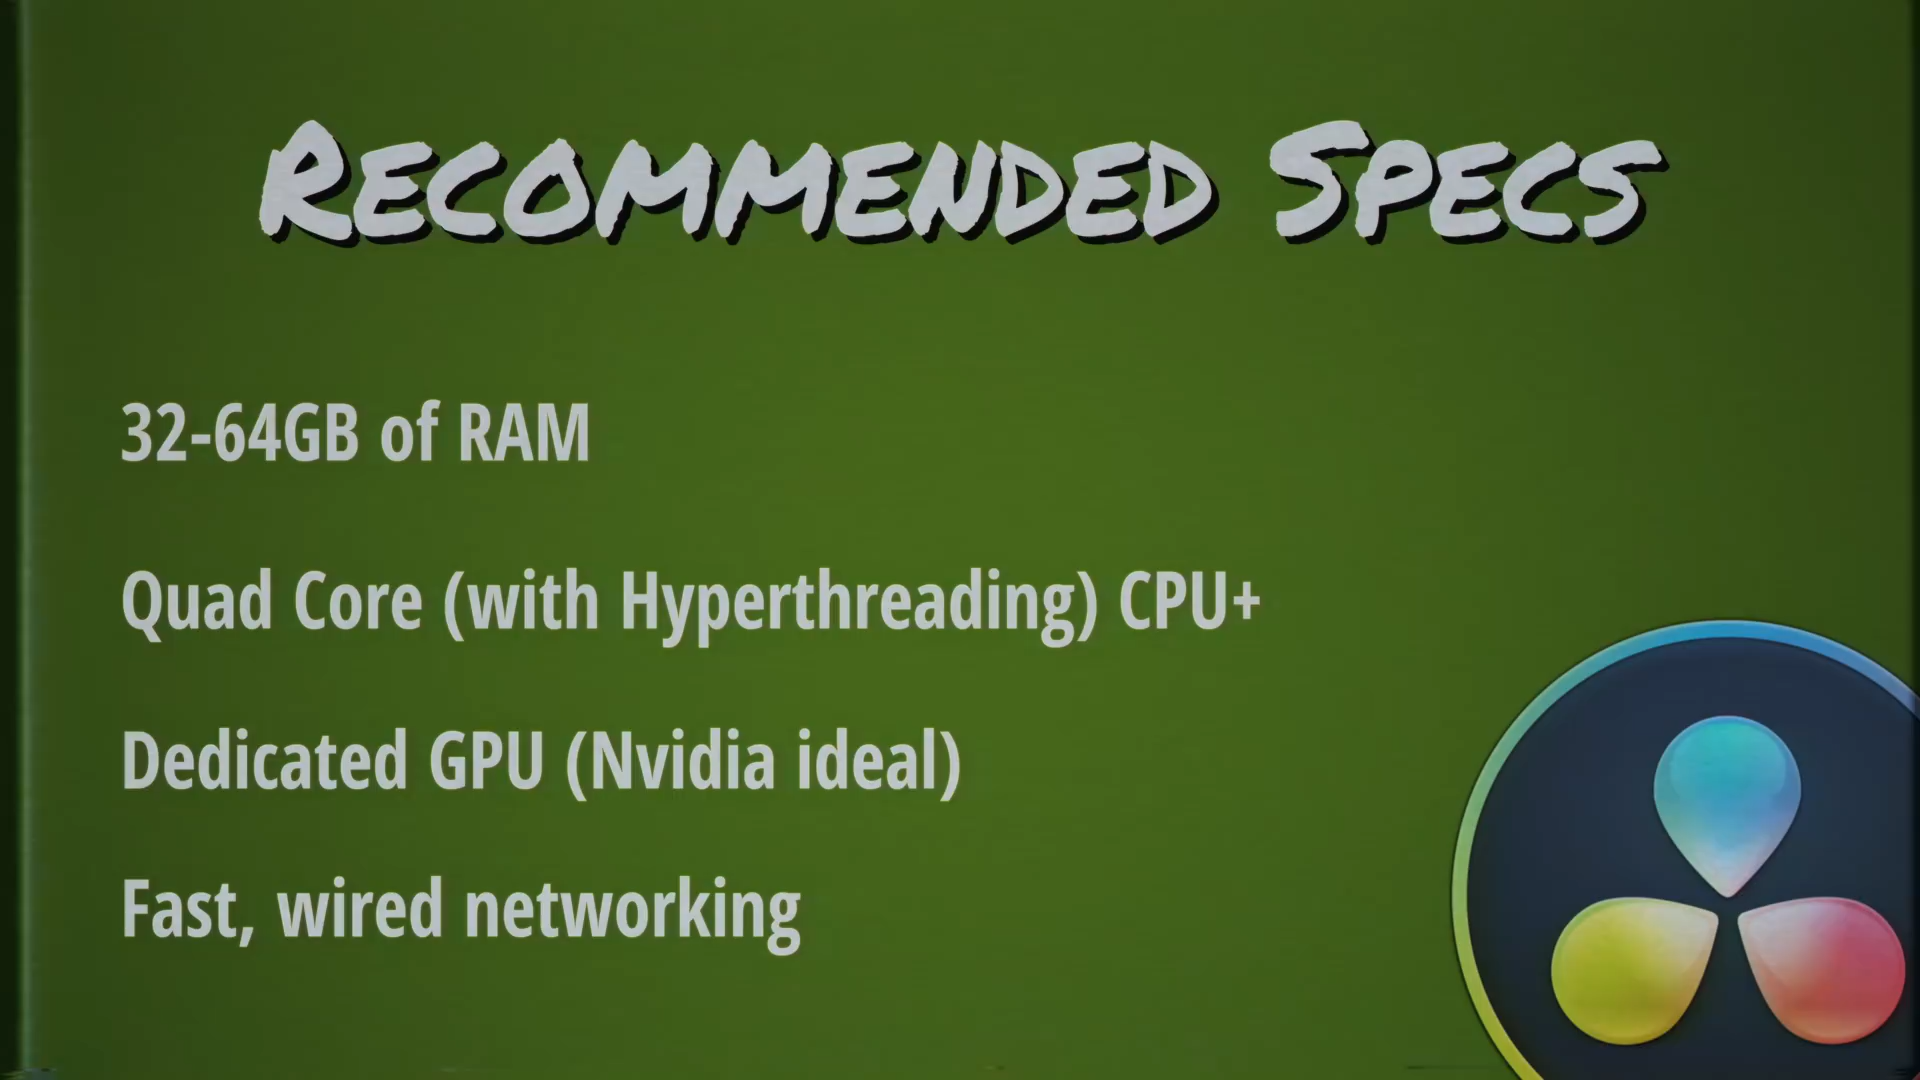 Recommended Specs
32-64GB of RAM
Quad Core (with Hyperthreading) CPU+
Dedicated GPU (Nvidia ideal)
Fast, wired networking